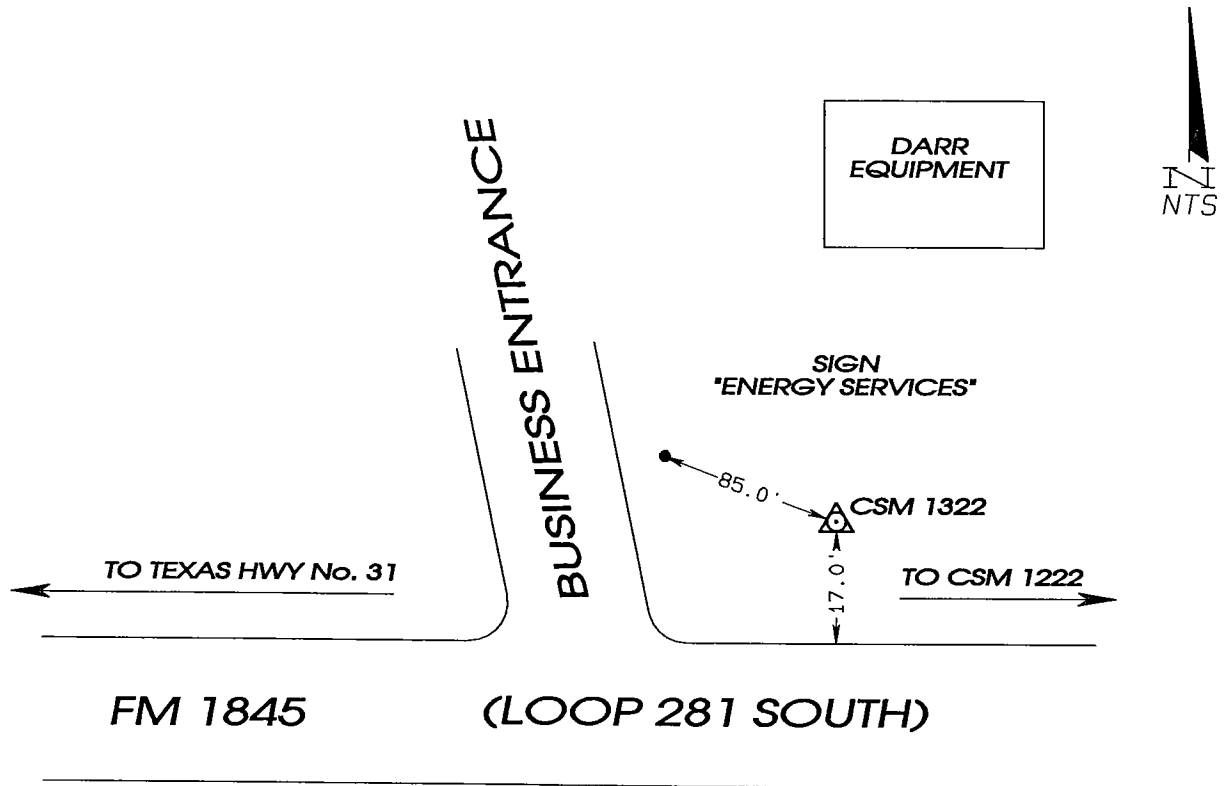 DARR
EQUIPMENT
N
NTS
BUSINESS ENTRANCE
SIGN
"ENERGY SERVICES"
85.0'
CSM 1322
TO TEXAS HWY No. 31
17.0'
TO CSM 1222
FM 1845 (LOOP 281 SOUTH)